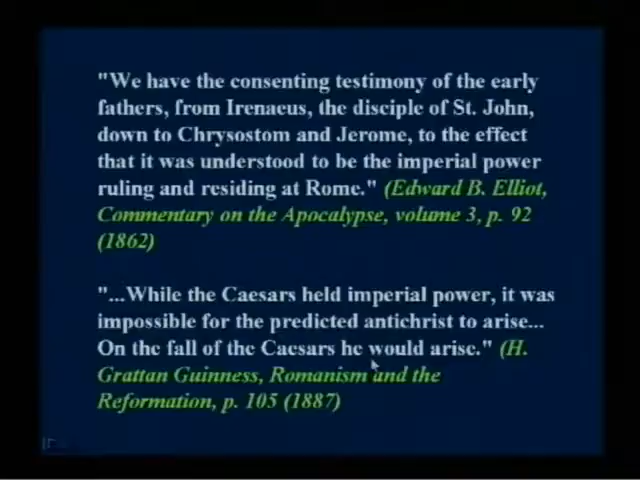 "We have the consenting testimony of the early
fathers, from Irenaeus, the disciple of St. John,
down to Chrysostom and Jerome, to the effect
that it was understood to be the imperial power
ruling and residing at Rome." (Edward B. Elliot,
Commentary on the Apocalypse, volume 3, p. 92
(1862)
"...While the Caesars held imperial power, it was
impossible for the predicted antichrist to arise...
On the fall of the Caesars he would arise." (H.
Grattan Guinness, Romanism and the
Reformation, p. 105 (1887)